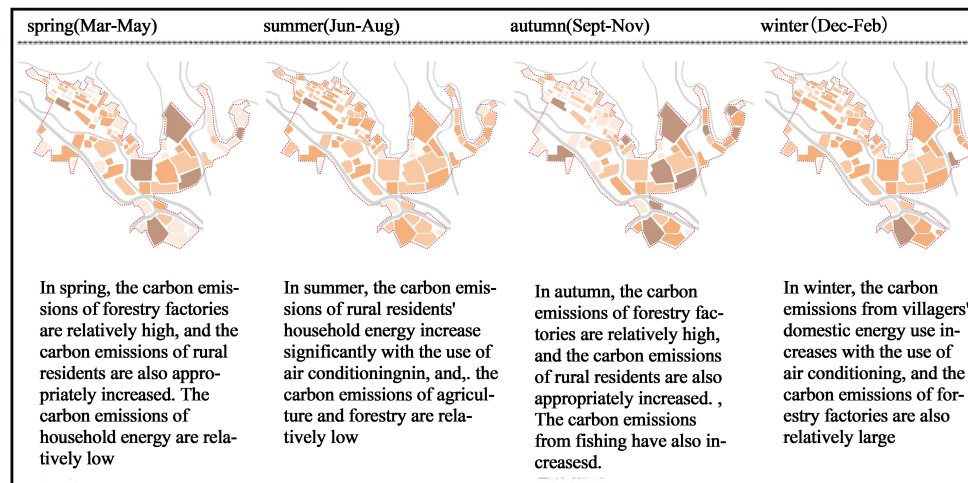 spring(Mar-May)
summer(Jun-Aug)
autumn(Sept-Nov)
winter(Dec-Feb)
In spring, the carbon emis-
sions of forestry factories
are relatively high, and the
carbon emissions of rural
residents are also appro-
priately increased. The
carbon emissions of
household energy are rela-
tively low
In summer, the carbon emis-
sions of rural residents'
household energy increase
significantly with the use of
air conditioningnin, and,. the
carbon emissions of agricul-
ture and forestry are rela-
tively low
In autumn, the carbon
emissions of forestry fac-
tories are relatively high,
and the carbon emissions
of rural residents are also
appropriately increased. ,
The carbon emissions
from fishing have also in-
creasesd.
In winter, the carbon
emissions from villagers'
domestic energy use in-
creases with the use of
air conditioning, and the
carbon emissions of for-
estry factories are also
relatively large